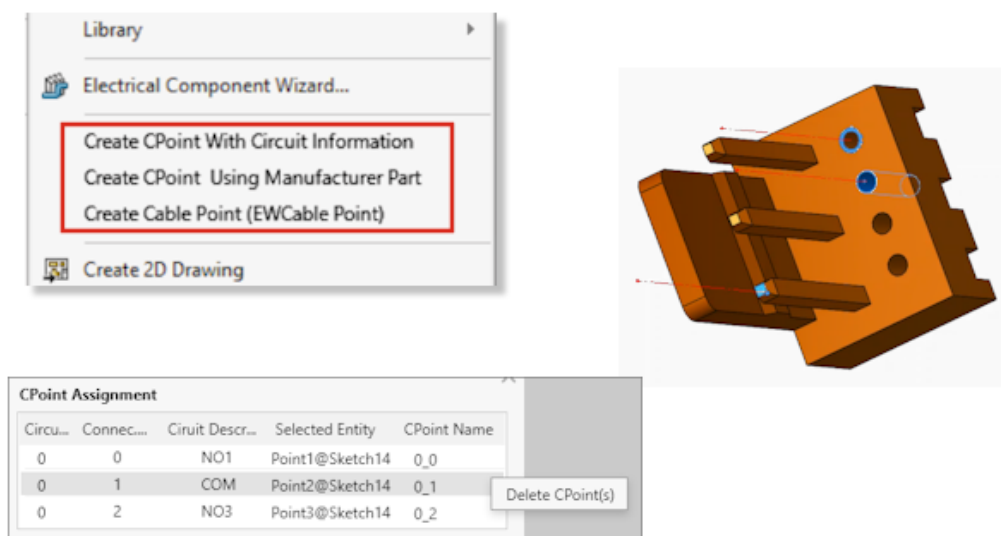 Library
Electrical Component Wizard...
Create CPoint With Circuit Information
Create CPoint Using Manufacturer Part
Create Cable Point (EWCable Point)
Create 2D Drawing
CPoint Assignment
Circu... Connec.... Ciruit Descr... Selected Entity CPoint Name
0 0 NO1 Point1@Sketch14 0_0
0 1 COM Point2@Sketch14 0_1
Delete CPoint(s)
0 2 NO3 Point3@Sketch14 0_2